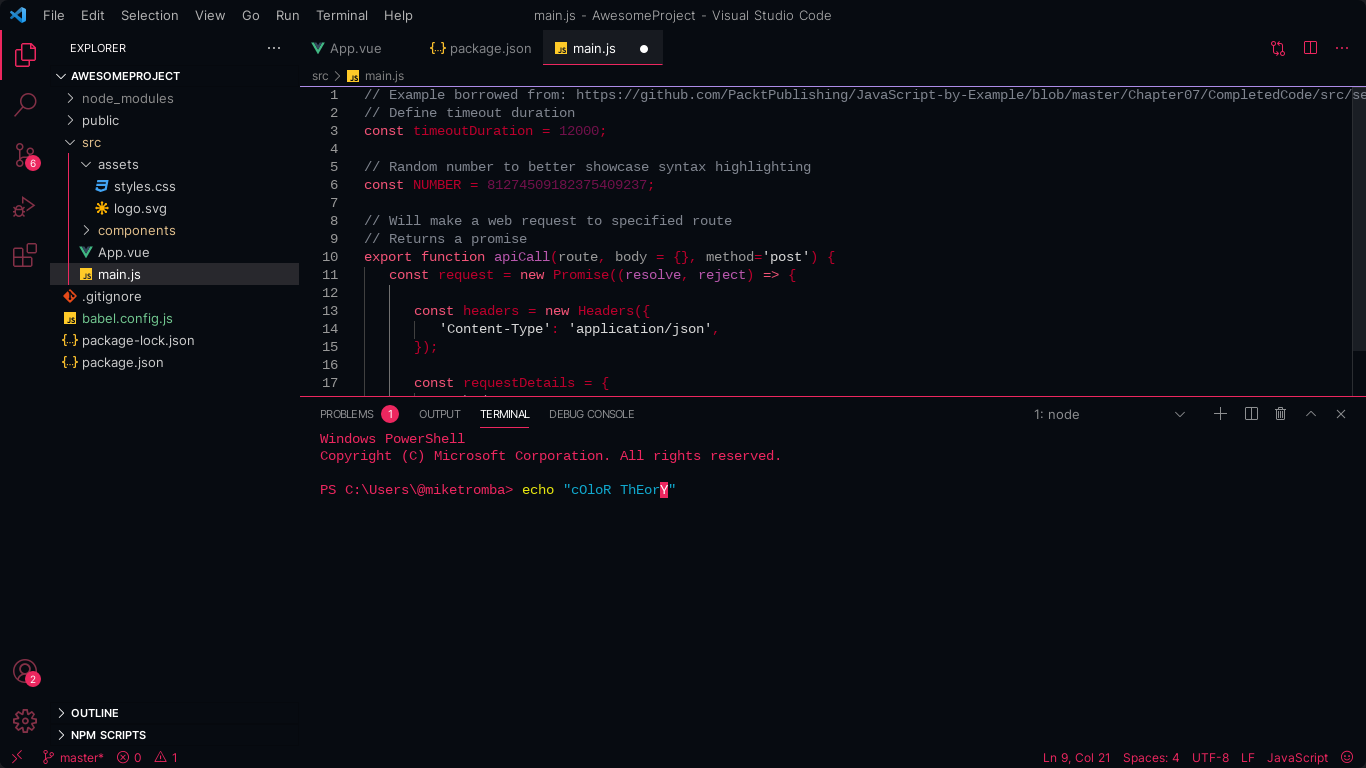 File Edit Selection View Go Run Terminal Help main.js - AwesomeProject - Visual Studio Code
EXPLORER ···
AWESOMEPROJECT
node_modules
public
src
assets
styles.css
logo.svg
components
App.vue
main.js
.gitignore
babel.config.js
package-lock.json
package.json
6
2
OUTLINE
NPM SCRIPTS
App.vue {..} package.json JS main.js
src > JS main.js
1 // Example borrowed from: https://github.com/PacktPublishing/JavaScript-by-Example/blob/master/Chapter07/CompletedCode/src/se
2 // Define timeout duration
3 const timeoutDuration = 12000;
4
5 // Random number to better showcase syntax highlighting
6 const NUMBER = 81274509182375409237;
7
8 // Will make a web request to specified route
9 // Returns a promise
10 export function apiCall(route, body = {}, method='post') {
11 const request = new Promise((resolve, reject) => {
12
13 const headers = new Headers({
14 'Content-Type': 'application/json',
15 });
16
17 const requestDetails = {
PROBLEMS 1 OUTPUT TERMINAL DEBUG CONSOLE 1: node
Windows PowerShell
Copyright (C) Microsoft Corporation. All rights reserved.
PS C:\Users\@miketromba> echo "cOloR ThEorY"
master* 0 1 Ln 9, Col 21 Spaces: 4 UTF-8 LF JavaScript